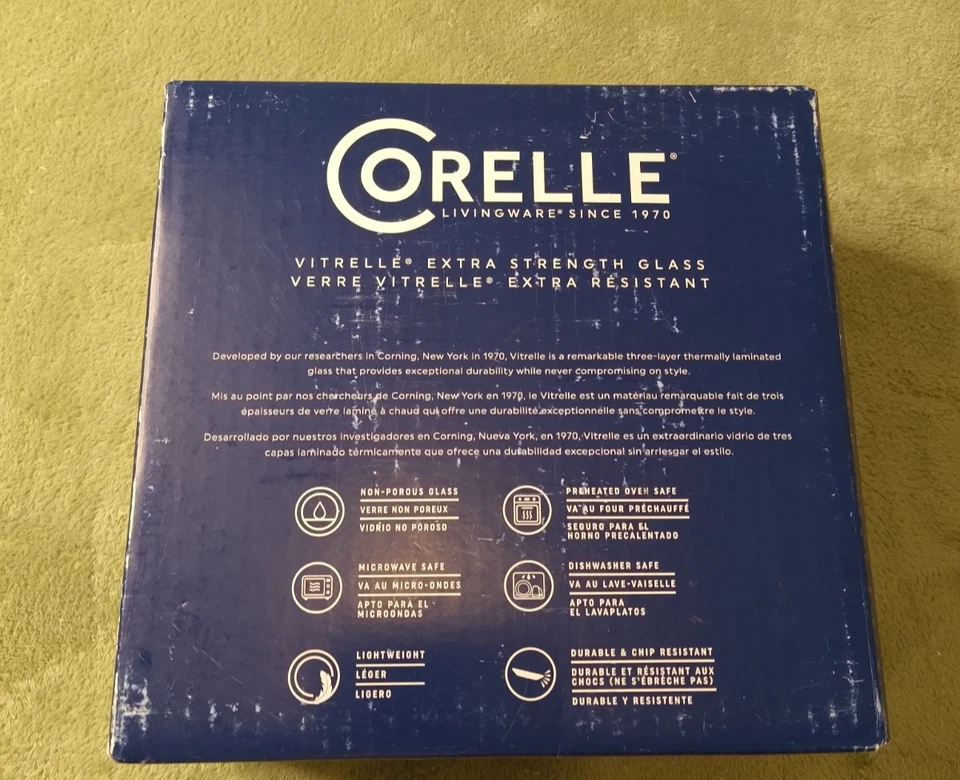 CORELLE®
LIVINGWARE® SINCE 1970
VITRELLE® EXTRA STRENGTH GLASS
VERRE VITRELLE® EXTRA RÉSISTANT
Developed by our researchers in Corning, New York in 1970, Vitrelle is a remarkable three-layer thermally laminated
glass that provides exceptional durability while never compromising on style.
Mis au point par nos chercheurs de Corning, New York en 1970, le Vitrelle est un matériau remarquable fait de trois
épaisseurs de verre laminé à chaud qui offre une durabilité exceptionnelle sans compromettre le style.
Desarrollado por nuestros investigadores en Corning, Nueva York, en 1970, Vitrelle es un extraordinario vidrio de tres
capas laminado térmicamente que ofrece una durabilidad excepcional sin arriesgar el estilo.
NON-POROUS GLASS
VERRE NON POREUX
VIDRIO NO POROSO
PREHEATED OVEN SAFE
VA AU FOUR PRÉCHAUFFÉ
SEGURO PARA EL
HORNO PRECALENTADO
MICROWAVE SAFE
VA AU MICRO-ONDES
APTO PARA EL
MICROONDAS
DISHWASHER SAFE
VA AU LAVE-VAISELLE
APTO PARA
EL LAVAPLATOS
LIGHTWEIGHT
LÉGER
LIGERO
DURABLE & CHIP RESISTANT
DURABLE ET RÉSISTANT AUX
CHOCS (NE S'ÉBRÈCHE PAS)
DURABLE Y RESISTENTE